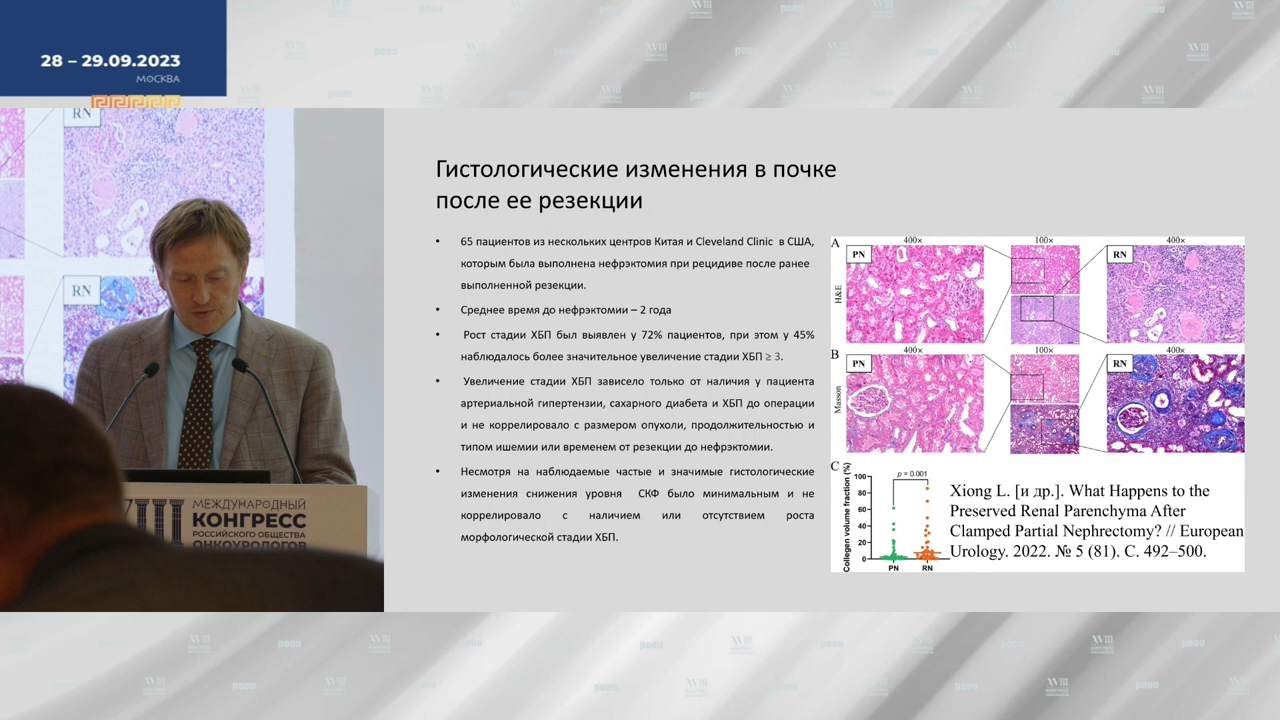 28 – 29.09.2023
МОСКВА
RN
RN
МЕЖДУНАРОДНЫЙ
КОНГРЕСС
РОССИЙСКОГО ОБЩЕСТВА
ОНКОУРОЛОГОВ
Гистологические изменения в почке
после ее резекции
• 65 пациентов из нескольких центров Китая и Cleveland Clinic в США,
которым была выполнена нефрэктомия при рецидиве после ранее
выполненной резекции.
• Среднее время до нефрэктомии – 2 года
• Рост стадии ХБП был выявлен у 72% пациентов, при этом у 45%
наблюдалось более значительное увеличение стадии ХБП ≥ 3.
• Увеличение стадии ХБП зависело только от наличия у пациента
артериальной гипертензии, сахарного диабета и ХБП до операции
и не коррелировало с размером опухоли, продолжительностью и
типом ишемии или временем от резекции до нефрэктомии.
• Несмотря на наблюдаемые частые и значимые гистологические
изменения снижения уровня СКФ было минимальным и не
коррелировало с наличием или отсутствием роста
морфологической стадии ХБП.
A
400× 100× 400×
PN RN
H&E
B
400× 100× 400×
PN RN
Masson
C
Collegen volume fraction (%)
p = 0.001
100
80
60
40
20
0
PN RN
Xiong L. [и др.]. What Happens to the
Preserved Renal Parenchyma After
Clamped Partial Nephrectomy? // European
Urology. 2022. № 5 (81). C. 492–500.